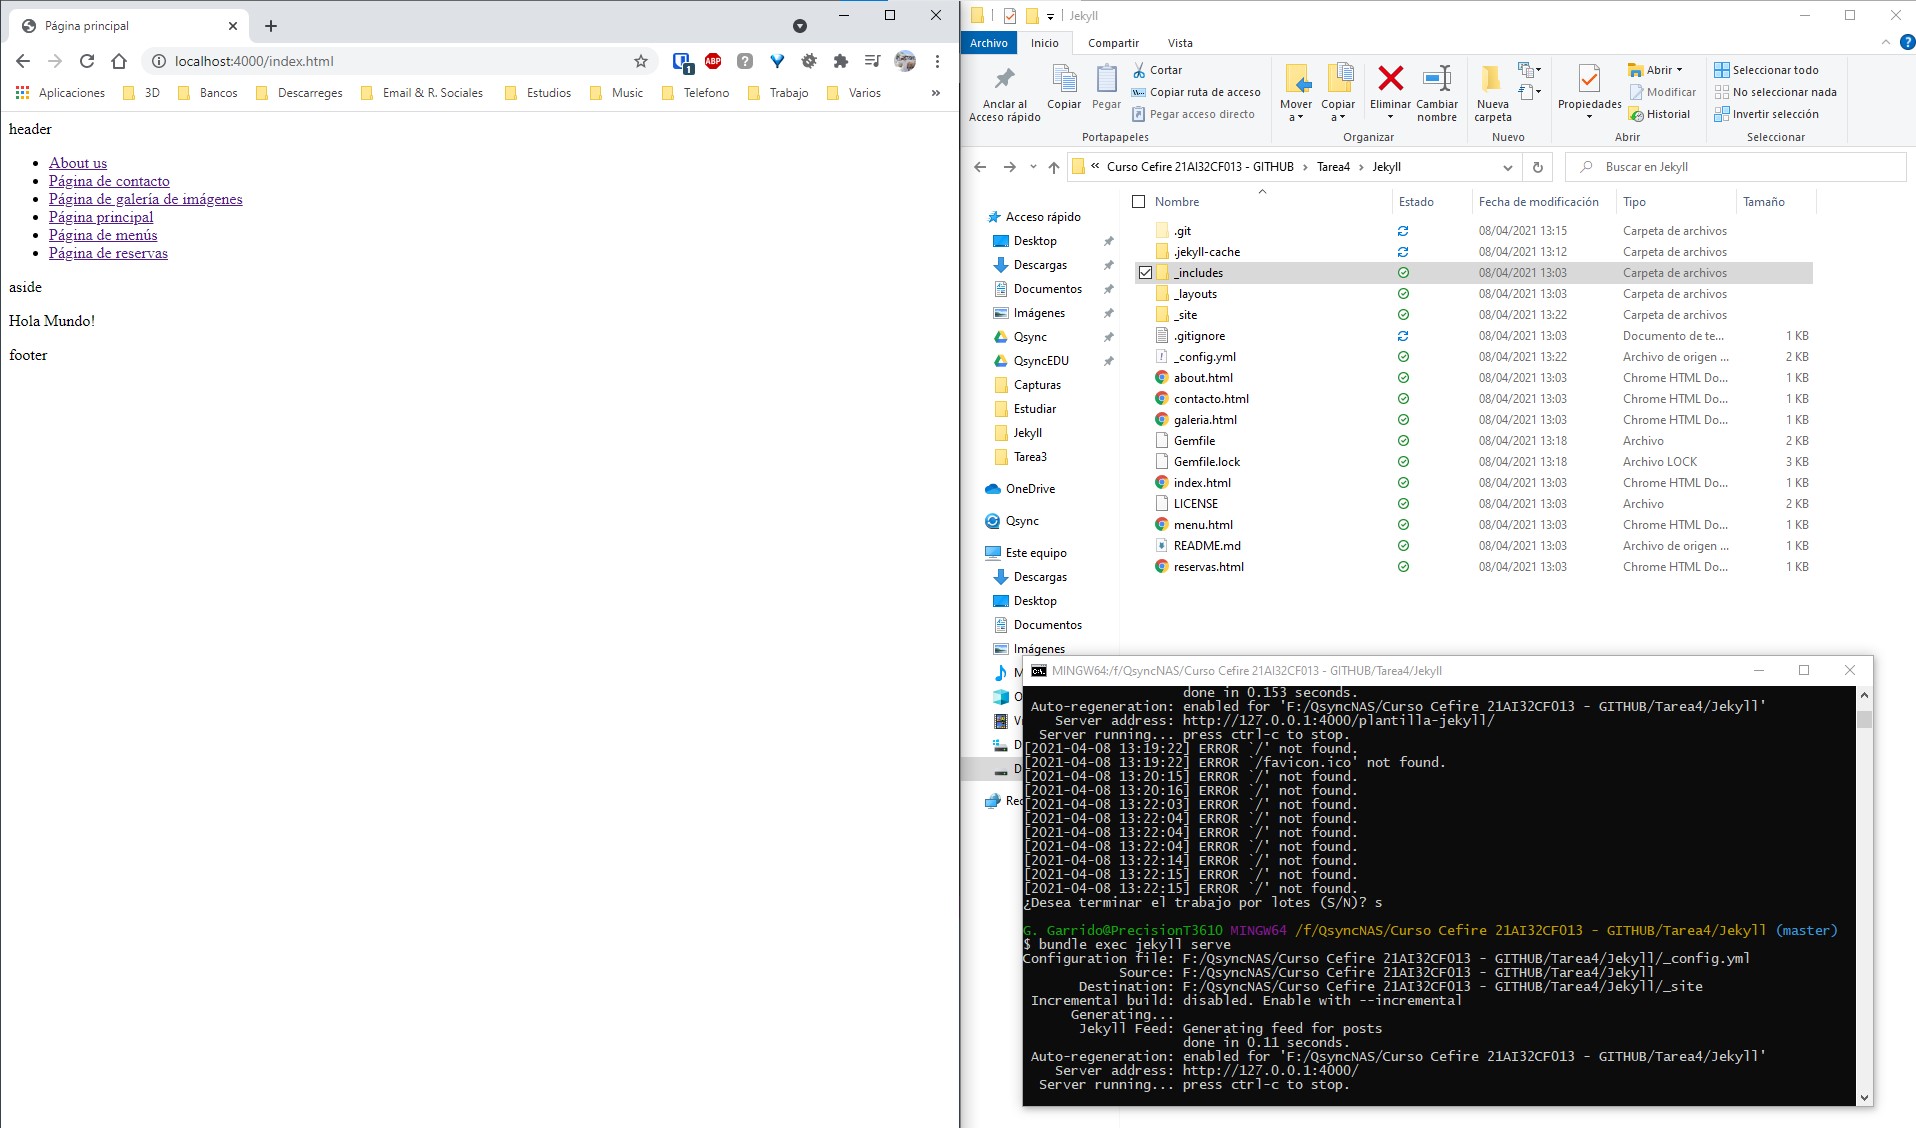 Página principal
localhost:4000/index.html
1
ABP
?
Aplicaciones 3D Bancos Descarreges Email & R. Sociales Estudios Music Telefono Trabajo Varios »
header
About us
Página de contacto
Página de galería de imágenes
Página principal
Página de menús
Página de reservas
aside
Hola Mundo!
footer
Jekyll
Archivo Inicio Compartir Vista
Anclar al
Acceso rápido
Copiar
Pegar
Cortar
Copiar ruta de acceso
Pegar acceso directo
Portapapeles
Mover
a
Copiar
a
Eliminar
Cambiar
nombre
Organizar
Nueva
carpeta
Nuevo
Propiedades
Abrir
Modificar
Historial
Abrir
Seleccionar todo
No seleccionar nada
Invertir selección
Seleccionar
« Curso Cefire 21AI32CF013 - GITHUB > Tarea4 > Jekyll
Buscar en Jekyll
Acceso rápido
Desktop
Descargas
Documentos
Imágenes
Qsync
QsyncEDU
Capturas
Estudiar
Jekyll
Tarea3
OneDrive
Qsync
Este equipo
Descargas
Desktop
Documentos
Imágenes
Nombre Estado Fecha de modificación Tipo Tamaño
.git 08/04/2021 13:15 Carpeta de archivos
.jekyll-cache 08/04/2021 13:12 Carpeta de archivos
_includes 08/04/2021 13:03 Carpeta de archivos
_layouts 08/04/2021 13:03 Carpeta de archivos
_site 08/04/2021 13:22 Carpeta de archivos
.gitignore 08/04/2021 13:03 Documento de te... 1 KB
_config.yml 08/04/2021 13:22 Archivo de origen ... 2 KB
about.html 08/04/2021 13:03 Chrome HTML Do... 1 KB
contacto.html 08/04/2021 13:03 Chrome HTML Do... 1 KB
galeria.html 08/04/2021 13:03 Chrome HTML Do... 1 KB
Gemfile 08/04/2021 13:18 Archivo 2 KB
Gemfile.lock 08/04/2021 13:18 Archivo LOCK 3 KB
index.html 08/04/2021 13:03 Chrome HTML Do... 1 KB
LICENSE 08/04/2021 13:03 Archivo 2 KB
menu.html 08/04/2021 13:03 Chrome HTML Do... 1 KB
README.md 08/04/2021 13:03 Archivo de origen ... 1 KB
reservas.html 08/04/2021 13:03 Chrome HTML Do... 1 KB
MINGW64:/f/QsyncNAS/Curso Cefire 21AI32CF013 - GITHUB/Tarea4/Jekyll
done in 0.153 seconds.
Auto-regeneration: enabled for 'F:/QsyncNAS/Curso Cefire 21AI32CF013 - GITHUB/Tarea4/Jekyll'
Server address: http://127.0.0.1:4000/plantilla-jekyll/
Server running... press ctrl-c to stop.
[2021-04-08 13:19:22] ERROR `/' not found.
[2021-04-08 13:19:22] ERROR `/favicon.ico' not found.
[2021-04-08 13:20:15] ERROR `/' not found.
[2021-04-08 13:20:16] ERROR `/' not found.
[2021-04-08 13:22:03] ERROR `/' not found.
[2021-04-08 13:22:04] ERROR `/' not found.
[2021-04-08 13:22:04] ERROR `/' not found.
[2021-04-08 13:22:04] ERROR `/' not found.
[2021-04-08 13:22:14] ERROR `/' not found.
[2021-04-08 13:22:15] ERROR `/' not found.
[2021-04-08 13:22:15] ERROR `/' not found.
¿Desea terminar el trabajo por lotes (S/N)? s
G. Garrido@PrecisionT3610 MINGW64 /f/QsyncNAS/Curso Cefire 21AI32CF013 - GITHUB/Tarea4/Jekyll (master)
$ bundle exec jekyll serve
Configuration file: F:/QsyncNAS/Curso Cefire 21AI32CF013 - GITHUB/Tarea4/Jekyll/_config.yml
Source: F:/QsyncNAS/Curso Cefire 21AI32CF013 - GITHUB/Tarea4/Jekyll
Destination: F:/QsyncNAS/Curso Cefire 21AI32CF013 - GITHUB/Tarea4/Jekyll/_site
Incremental build: disabled. Enable with --incremental
Generating...
Jekyll Feed: Generating feed for posts
done in 0.11 seconds.
Auto-regeneration: enabled for 'F:/QsyncNAS/Curso Cefire 21AI32CF013 - GITHUB/Tarea4/Jekyll'
Server address: http://127.0.0.1:4000/
Server running... press ctrl-c to stop.